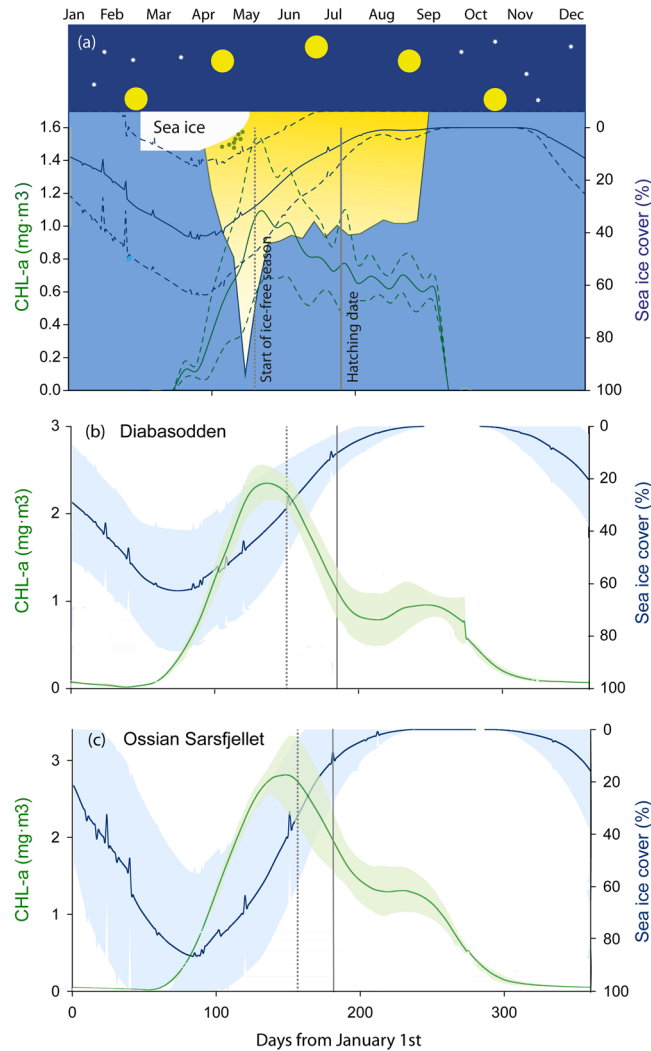 Jan Feb Mar Apr May Jun Jul Aug Sep Oct Nov Dec
(a)
Sea ice
1.6
1.4
1.2
1.0
0.8
0.6
0.4
0.2
0.0
CHL-a (mg·m3)
Start of ice-free season
Hatching date
0
20
40
60
80
100
Sea ice cover (%)
(b) Diabasodden
3
2
1
0
CHL-a (mg·m3)
0
20
40
60
80
100
Sea ice cover (%)
(c) Ossian Sarsfjellet
3
2
1
0
CHL-a (mg·m3)
0
20
40
60
80
100
Sea ice cover (%)
0 100 200 300
Days from January 1st